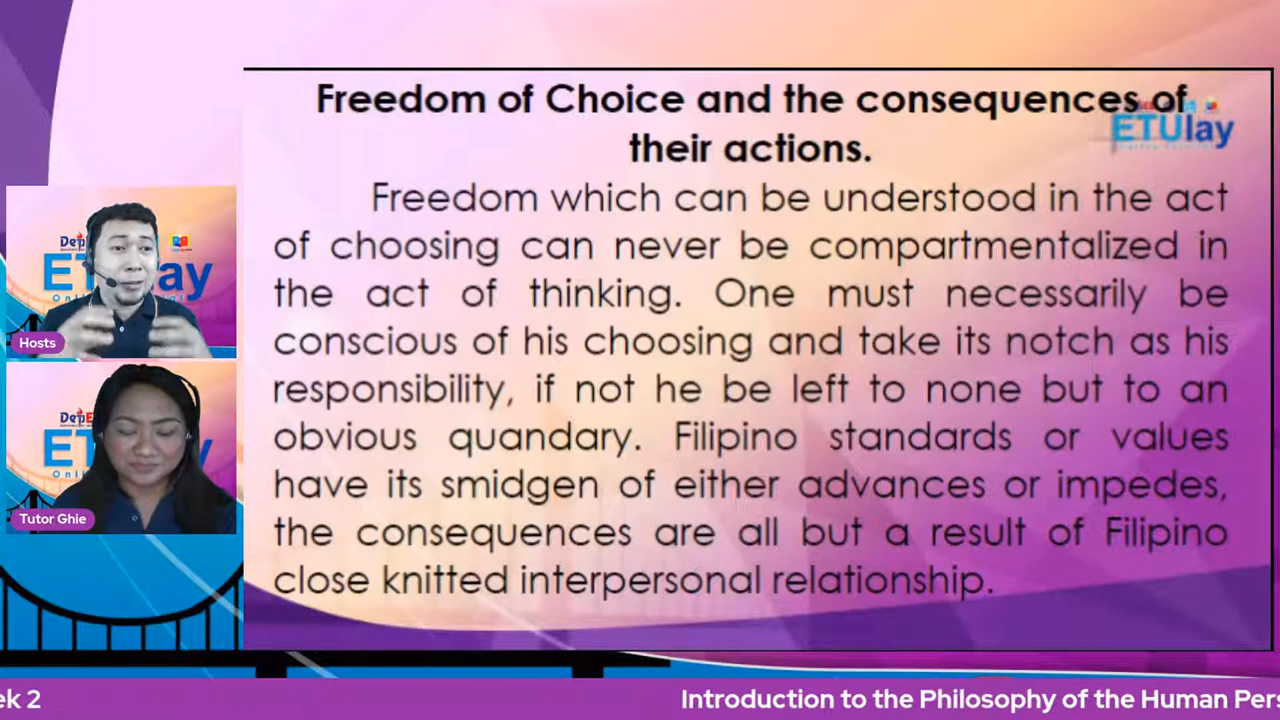 Freedom of Choice and the consequences of
their actions.
ETUlay
Freedom which can be understood in the act
of choosing can never be compartmentalized in
the act of thinking. One must necessarily be
conscious of his choosing and take its notch as his
responsibility, if not he be left to none but to an
obvious quandary. Filipino standards or values
have its smidgen of either advances or impedes,
the consequences are all but a result of Filipino
close knitted interpersonal relationship.
Hosts
Tutor Ghie
ek 2
Introduction to the Philosophy of the Human Pers